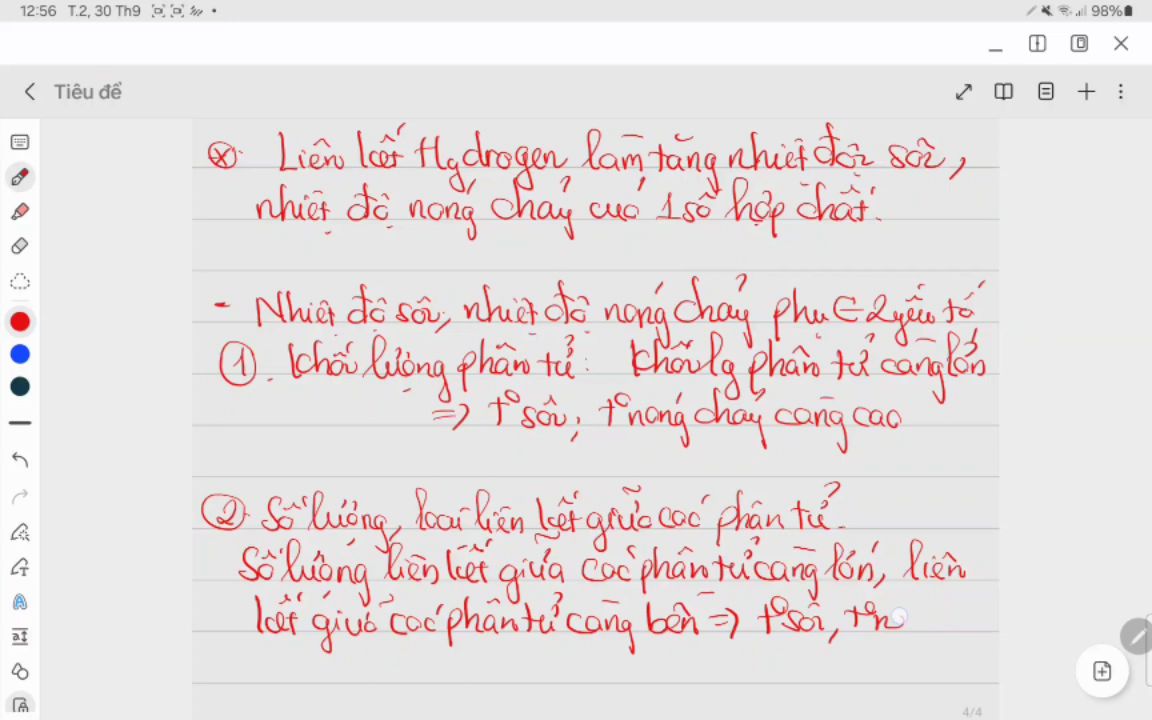 12:56 T.2, 30 Th9
98%
Tiêu đề
Liên kết Hydrogen làm tăng nhiệt độ sôi,
nhiệt độ nóng chảy của 1 số hợp chất.
- Nhiệt độ sôi, nhiệt độ nóng chảy phụ ∈ 2 yếu tố
①. Khối lượng phân tử: Khối lg phân tử càng lớn
=> t° sôi, t° nóng chảy càng cao
② Số lượng, loại liên kết giữa các phân tử.
Số lượng liên kết giữa các phân tử càng lớn, liên
kết giữa các phân tử càng bền => t° sôi, t° n
4/4